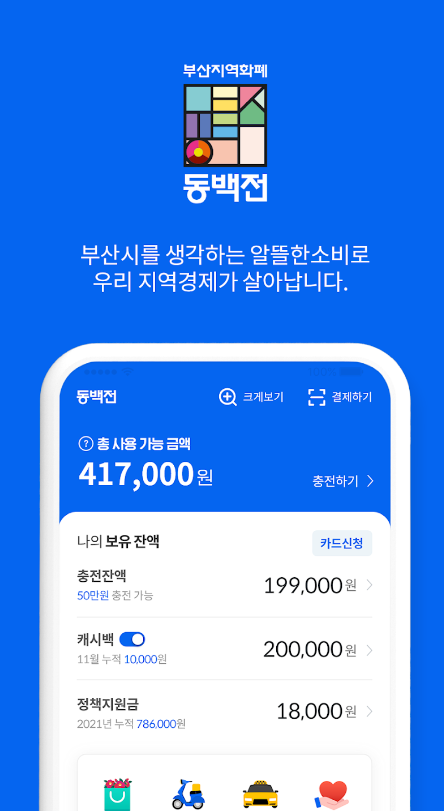 부산지역화폐
동백전
부산시를 생각하는 알뜰한소비로
우리 지역경제가 살아납니다.
동백전
크게보기
결제하기
? 총 사용 가능 금액
417,000원
충전하기
나의 보유 잔액
카드신청
충전잔액
199,000원
50만원 충전 가능
캐시백
200,000원
11월 누적 10,000원
정책지원금
18,000원
2021년 누적 786,000원